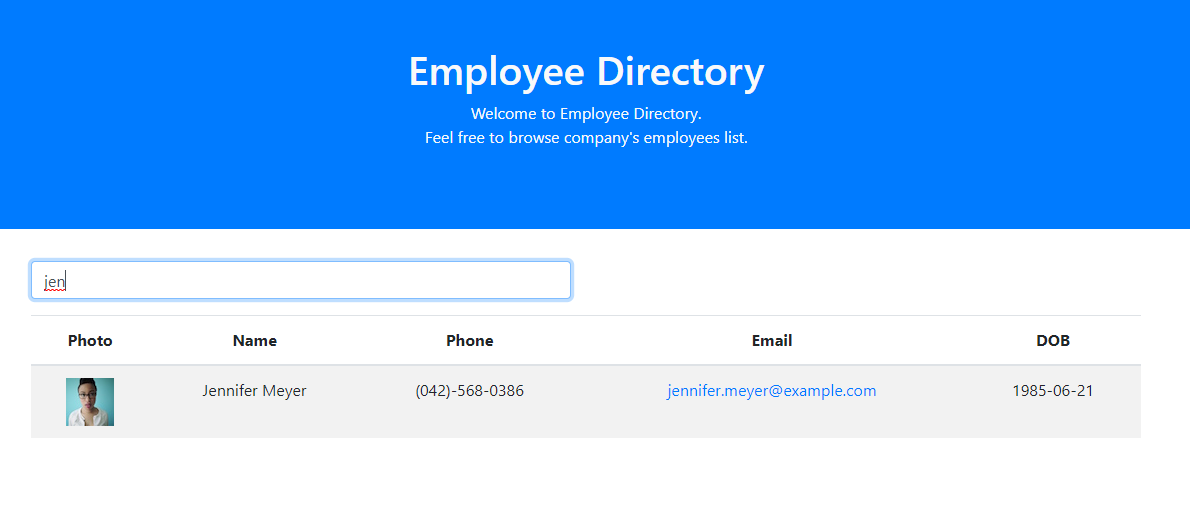 Employee Directory
Welcome to Employee Directory.
Feel free to browse company's employees list.
jen
Photo Name Phone Email DOB
Jennifer Meyer (042)-568-0386 jennifer.meyer@example.com 1985-06-21